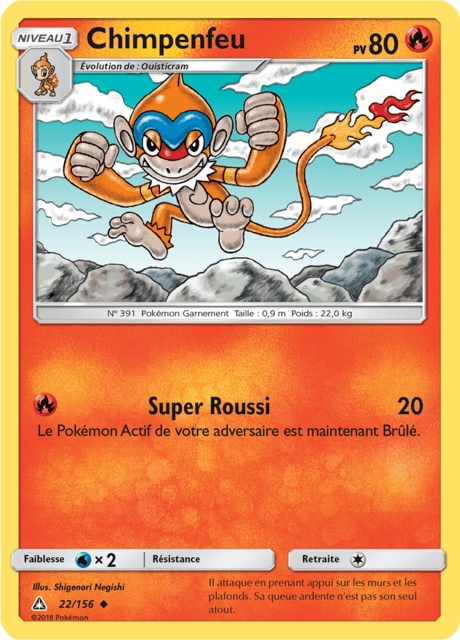 NIVEAU 1
Chimpenfeu
PV 80
Évolution de : Ouisticram
N° 391 Pokémon Garnement Taille : 0,9 m Poids : 22,0 kg
Super Roussi 20
Le Pokémon Actif de votre adversaire est maintenant Brûlé.
Faiblesse ×2 Résistance Retraite
Illus. Shigenori Negishi
22/156
©2018 Pokémon
Il attaque en prenant appui sur les murs et les
plafonds. Sa queue ardente n'est pas son seul
atout.